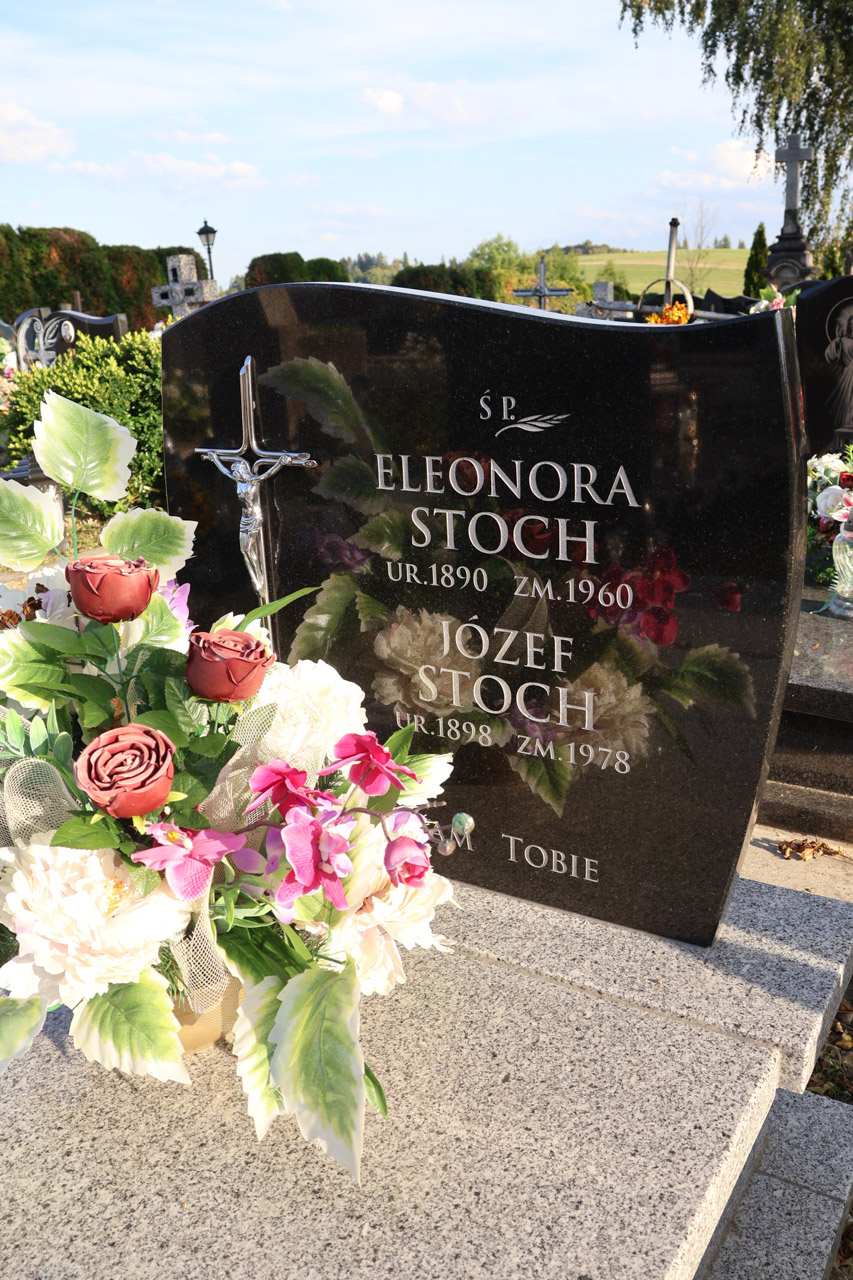 Ś P.
ELEONORA
STOCH
UR.1890 ZM.1960
JÓZEF
STOCH
UR.1898 ZM.1978
TOBIE